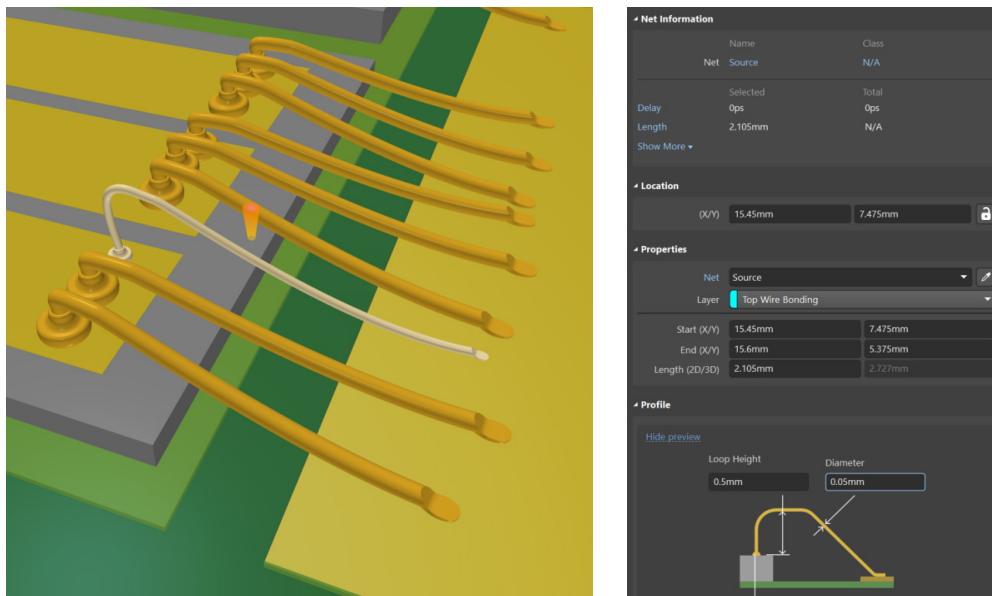 Net Information
Name Class
Net Source N/A
Selected Total
Delay 0ps 0ps
Length 2.105mm N/A
Show More
Location
(X/Y) 15.45mm 7.475mm
Properties
Net Source
Layer Top Wire Bonding
Start (X/Y) 15.45mm 7.475mm
End (X/Y) 15.6mm 5.375mm
Length (2D/3D) 2.105mm 2.727mm
Profile
Hide preview
Loop Height Diameter
0.5mm 0.05mm